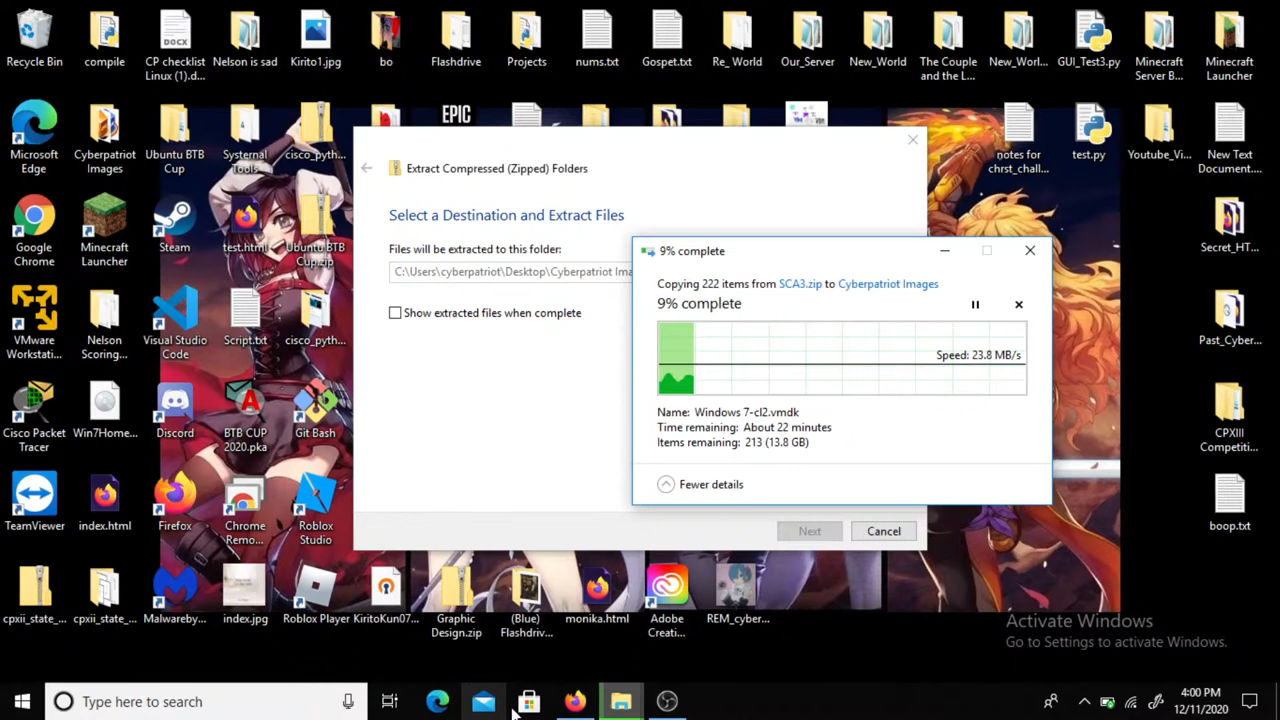 Recycle Bin
compile
CP checklist
Linux (1).d...
Nelson is sad
Kirito1.jpg
bo
Flashdrive
Projects
nums.txt
Gospet.txt
Re_ World
Our_Server
New_World
The Couple
and the L...
New_Worl...
GUI_Test3.py
Minecraft
Server B...
Minecraft
Launcher
DOCX
EPIC
Microsoft
Edge
Cyberpatriot
Images
Ubuntu BTB
Cup
Systernal
Tools
cisco_pyth...
notes for
chrst_chall...
test.py
Youtube_Vi...
New Text
Document....
Extract Compressed (Zipped) Folders
Select a Destination and Extract Files
Files will be extracted to this folder:
C:\Users\cyberpatriot\Desktop\Cyberpatriot Ima
Show extracted files when complete
Next
Cancel
9% complete
Copying 222 items from SCA3.zip to Cyberpatriot Images
9% complete
Speed: 23.8 MB/s
Name: Windows 7-cl2.vmdk
Time remaining: About 22 minutes
Items remaining: 213 (13.8 GB)
Fewer details
Google
Chrome
Minecraft
Launcher
Steam
test.html
Ubuntu BTB
Cup.zip
Secret_HT...
VMware
Workstati...
Nelson
Scoring...
Visual Studio
Code
Script.txt
cisco_pyth...
Past_Cyber...
Cisco Packet
Tracer
Win7Home...
Discord
BTB CUP
2020.pka
Git Bash
CPXIII
Competiti...
TeamViewer
index.html
Firefox
Chrome
Remo...
Roblox
Studio
boop.txt
cpxii_state_...
cpxii_state_...
Malwareby...
index.jpg
Roblox Player
KiritoKun07...
Graphic
Design.zip
(Blue)
Flashdriv...
monika.html
Adobe
Creati...
REM_cyber...
Activate Windows
Go to Settings to activate Windows.
Type here to search
4:00 PM
12/11/2020